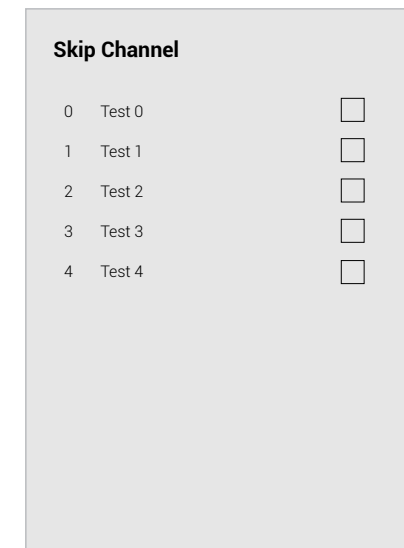 Skip Channel
0 Test 0
1 Test 1
2 Test 2
3 Test 3
4 Test 4